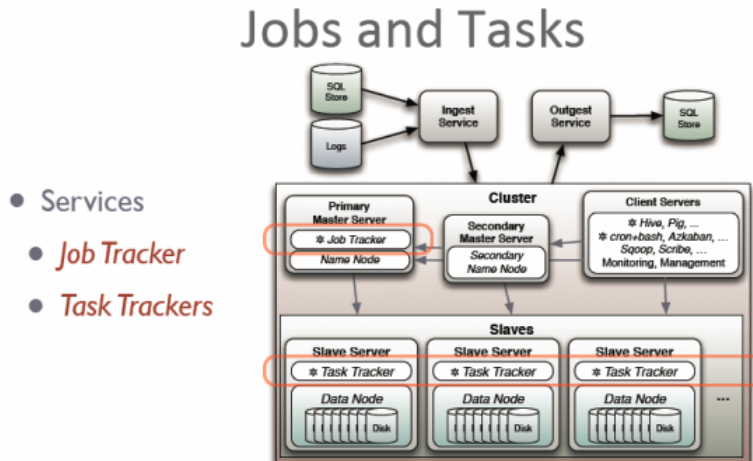 Jobs and Tasks
SQL
Store
Logs
Ingest
Service
Outgest
Service
SQL
Store
Services
Job Tracker
Task Trackers
Cluster
Primary
Master Server
✲ Job Tracker
Name Node
Secondary
Master Server
Secondary
Name Node
Client Servers
✲ Hive, Pig, ...
✲ cron+bash, Azkaban, ...
Sqoop, Scribe, ...
Monitoring, Management
Slaves
Slave Server
✲ Task Tracker
Data Node
Disk
Slave Server
✲ Task Tracker
Data Node
Disk
Slave Server
✲ Task Tracker
Data Node
Disk
...